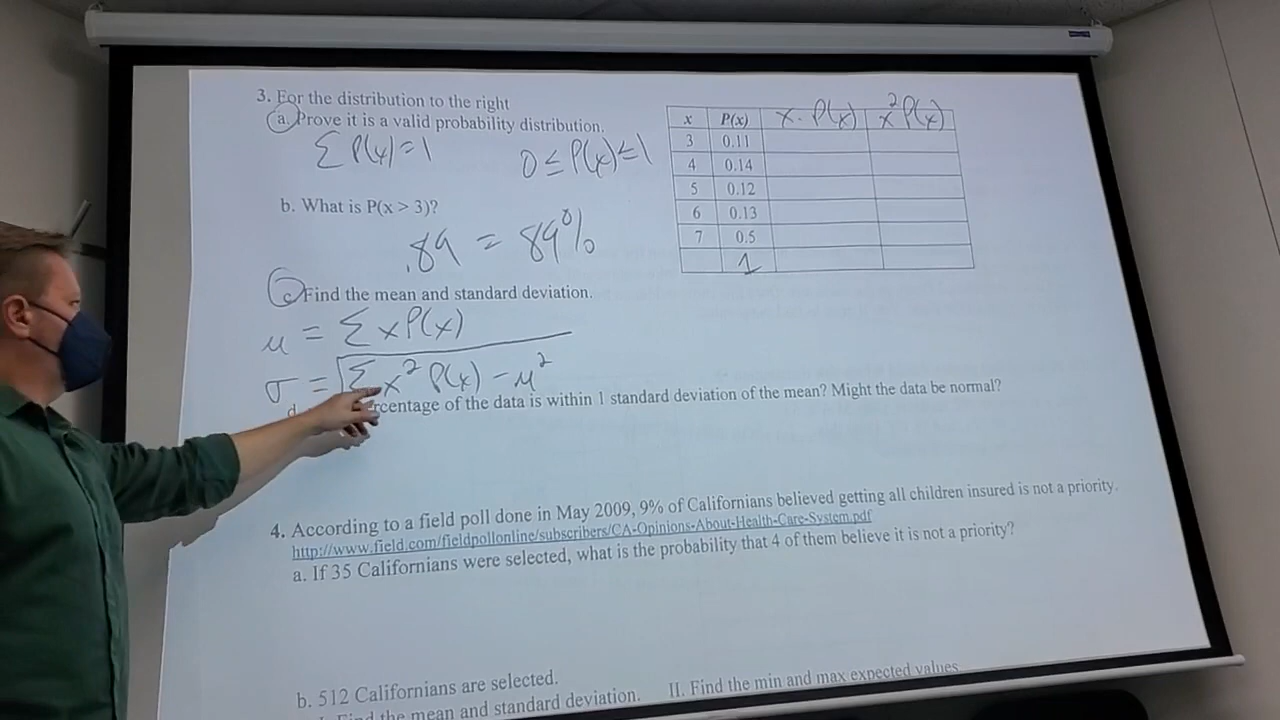 3. For the distribution to the right
a. Prove it is a valid probability distribution.
Σ P(x) = 1 0 ≤ P(x) ≤ 1
b. What is P(x > 3)?
.89 = 89%
c. Find the mean and standard deviation.
μ = Σ x P(x)
σ = √Σ x² P(x) - μ²
d. rcentage of the data is within 1 standard deviation of the mean? Might the data be normal?
x P(x) x · P(x) x² P(x)
3 0.11
4 0.14
5 0.12
6 0.13
7 0.5
1
4. According to a field poll done in May 2009, 9% of Californians believed getting all children insured is not a priority.
http://www.field.com/fieldpollonline/subscribers/CA-Opinions-About-Health-Care-System.pdf
a. If 35 Californians were selected, what is the probability that 4 of them believe it is not a priority?
b. 512 Californians are selected.
I. Find the mean and standard deviation. II. Find the min and max expected values